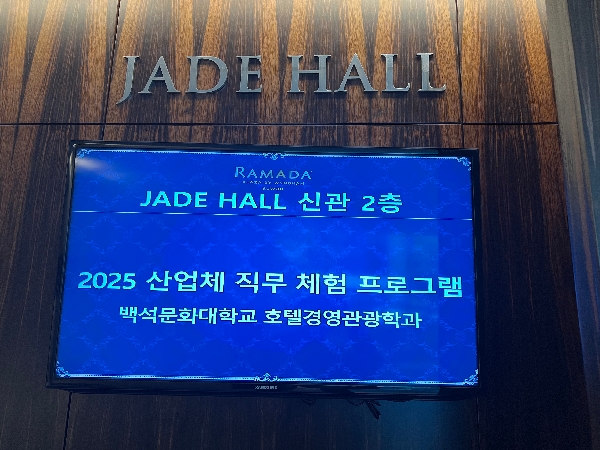 JADE HALL
RAMADA
JADE HALL 신관 2층
2025 산업체 직무 체험 프로그램
백석문화대학교 호텔경영관광학과
SAMSUNG